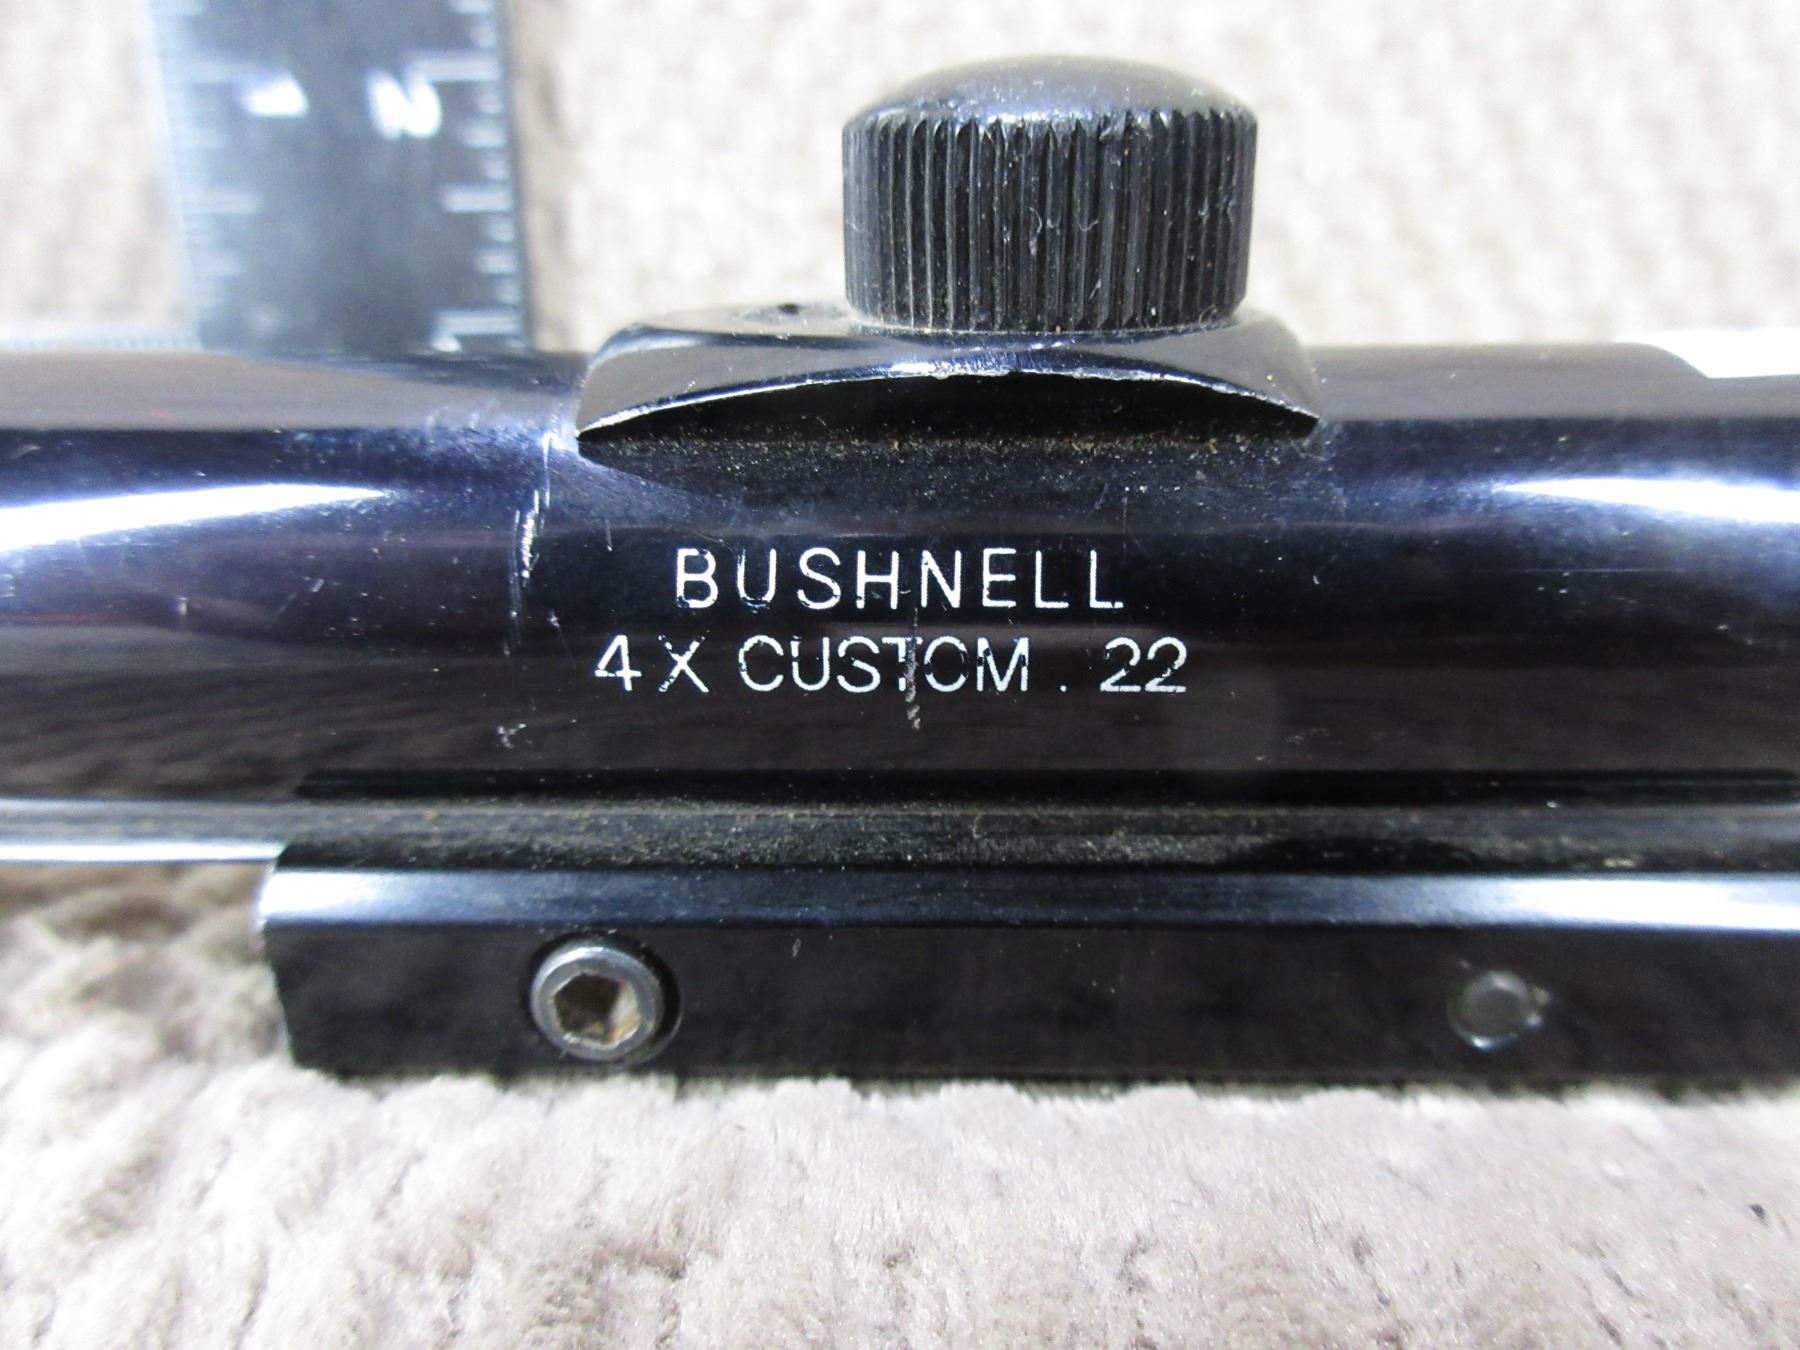 BUSHNELL
4 X CUSTOM . 22